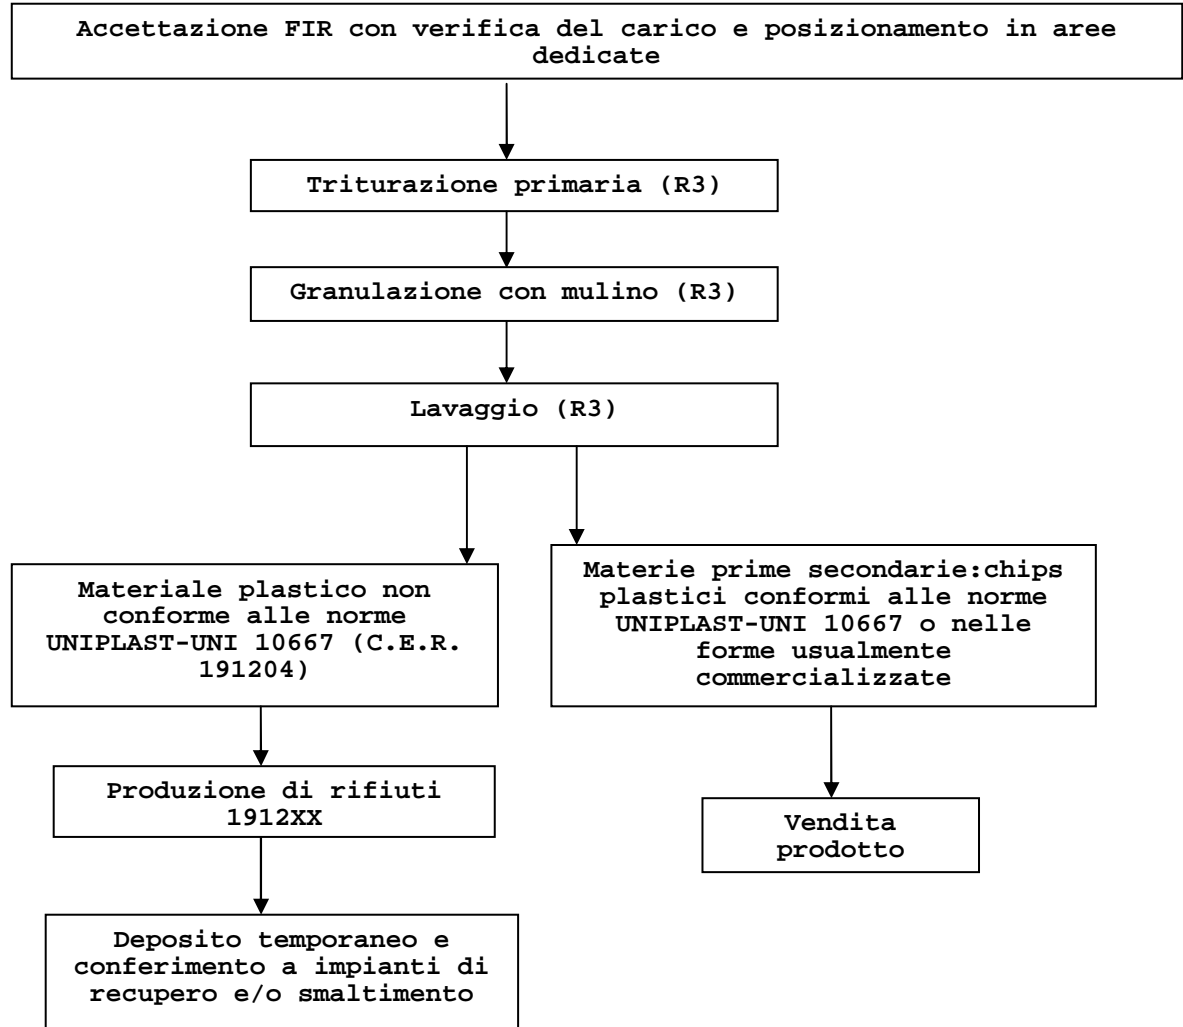 Accettazione FIR con verifica del carico e posizionamento in aree
dedicate
Triturazione primaria (R3)
Granulazione con mulino (R3)
Lavaggio (R3)
Materiale plastico non
conforme alle norme
UNIPLAST-UNI 10667 (C.E.R.
191204)
Materie prime secondarie:chips
plastici conformi alle norme
UNIPLAST-UNI 10667 o nelle
forme usualmente
commercializzate
Produzione di rifiuti
1912XX
Vendita
prodotto
Deposito temporaneo e
conferimento a impianti di
recupero e/o smaltimento